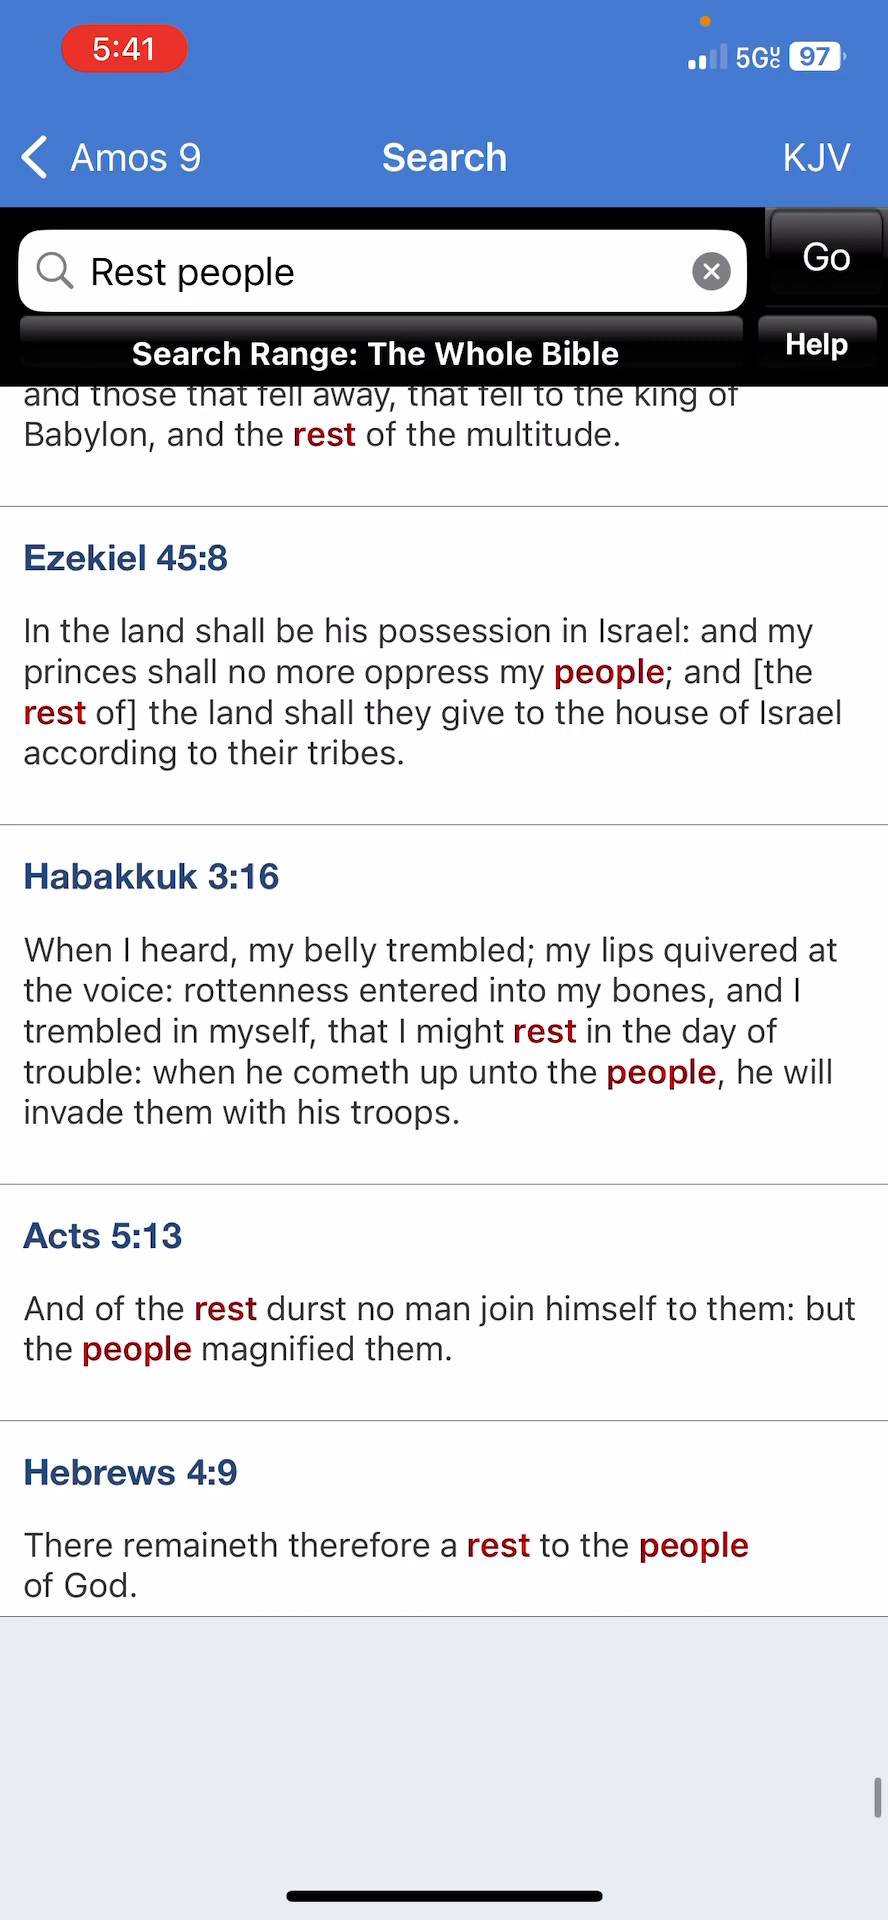 5:41
5G UC 97
Amos 9 Search KJV
Rest people
Go
Search Range: The Whole Bible
Help
and those that fell away, that fell to the king of
Babylon, and the rest of the multitude.
Ezekiel 45:8
In the land shall be his possession in Israel: and my
princes shall no more oppress my people; and [the
rest of] the land shall they give to the house of Israel
according to their tribes.
Habakkuk 3:16
When I heard, my belly trembled; my lips quivered at
the voice: rottenness entered into my bones, and I
trembled in myself, that I might rest in the day of
trouble: when he cometh up unto the people, he will
invade them with his troops.
Acts 5:13
And of the rest durst no man join himself to them: but
the people magnified them.
Hebrews 4:9
There remaineth therefore a rest to the people
of God.